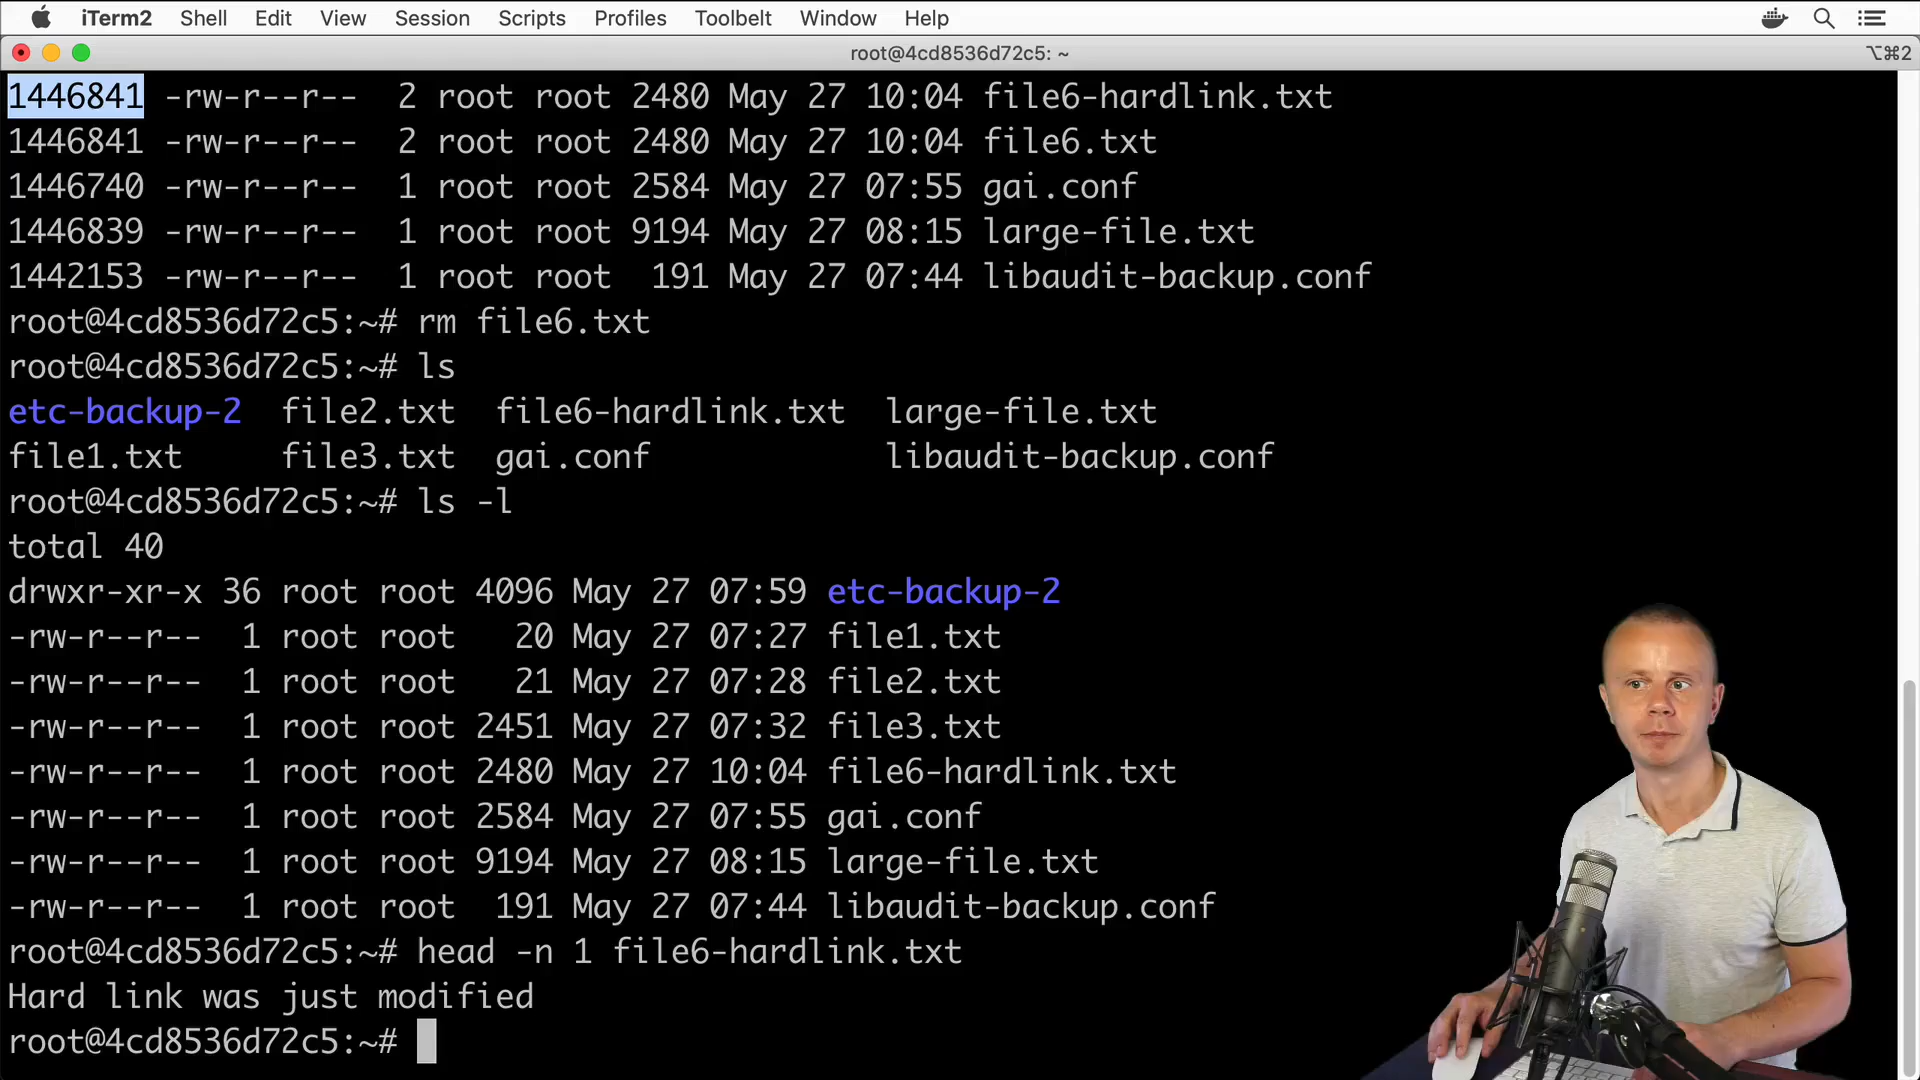 iTerm2 Shell Edit View Session Scripts Profiles Toolbelt Window Help
root@4cd8536d72c5: ~ ⌥⌘2
1446841 -rw-r--r-- 2 root root 2480 May 27 10:04 file6-hardlink.txt
1446841 -rw-r--r-- 2 root root 2480 May 27 10:04 file6.txt
1446740 -rw-r--r-- 1 root root 2584 May 27 07:55 gai.conf
1446839 -rw-r--r-- 1 root root 9194 May 27 08:15 large-file.txt
1442153 -rw-r--r-- 1 root root 191 May 27 07:44 libaudit-backup.conf
root@4cd8536d72c5:~# rm file6.txt
root@4cd8536d72c5:~# ls
etc-backup-2 file2.txt file6-hardlink.txt large-file.txt
file1.txt file3.txt gai.conf libaudit-backup.conf
root@4cd8536d72c5:~# ls -l
total 40
drwxr-xr-x 36 root root 4096 May 27 07:59 etc-backup-2
-rw-r--r-- 1 root root 20 May 27 07:27 file1.txt
-rw-r--r-- 1 root root 21 May 27 07:28 file2.txt
-rw-r--r-- 1 root root 2451 May 27 07:32 file3.txt
-rw-r--r-- 1 root root 2480 May 27 10:04 file6-hardlink.txt
-rw-r--r-- 1 root root 2584 May 27 07:55 gai.conf
-rw-r--r-- 1 root root 9194 May 27 08:15 large-file.txt
-rw-r--r-- 1 root root 191 May 27 07:44 libaudit-backup.conf
root@4cd8536d72c5:~# head -n 1 file6-hardlink.txt
Hard link was just modified
root@4cd8536d72c5:~#